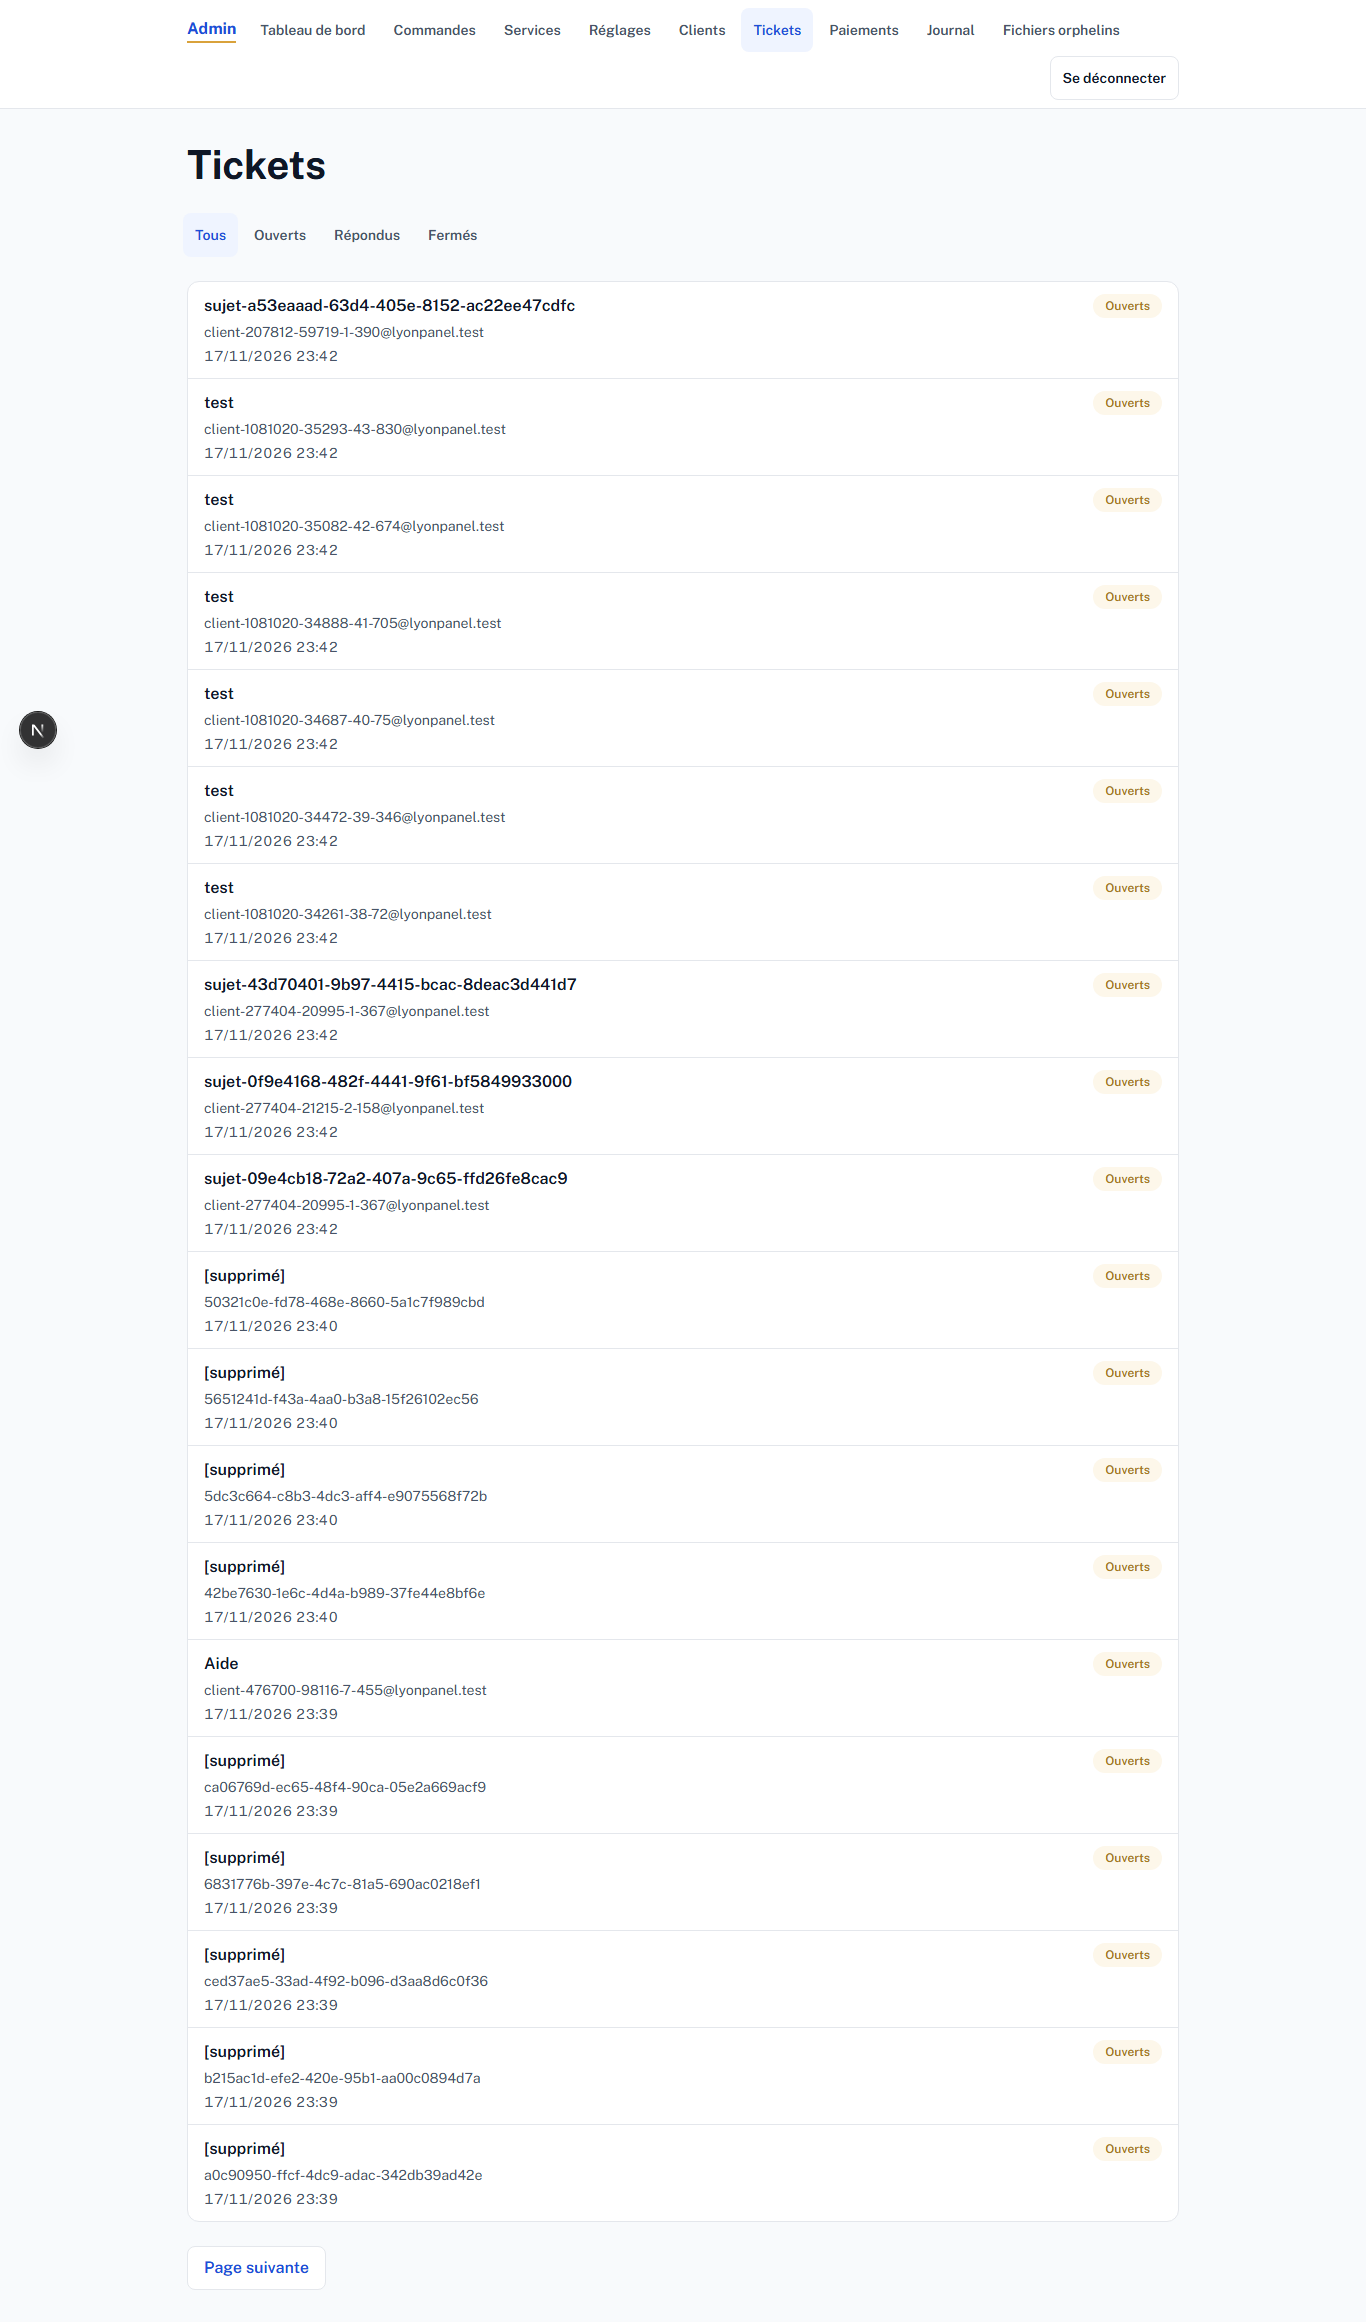 Admin Tableau de bord Commandes Services Réglages Clients Tickets Paiements Journal Fichiers orphelins
Se déconnecter
Tickets
Tous Ouverts Répondus Fermés
sujet-a53eaaad-63d4-405e-8152-ac22ee47cdfc Ouverts
client-207812-59719-1-390@lyonpanel.test
17/11/2026 23:42
test Ouverts
client-1081020-35293-43-830@lyonpanel.test
17/11/2026 23:42
test Ouverts
client-1081020-35082-42-674@lyonpanel.test
17/11/2026 23:42
test Ouverts
client-1081020-34888-41-705@lyonpanel.test
17/11/2026 23:42
test Ouverts
client-1081020-34687-40-75@lyonpanel.test
17/11/2026 23:42
test Ouverts
client-1081020-34472-39-346@lyonpanel.test
17/11/2026 23:42
test Ouverts
client-1081020-34261-38-72@lyonpanel.test
17/11/2026 23:42
sujet-43d70401-9b97-4415-bcac-8deac3d441d7 Ouverts
client-277404-20995-1-367@lyonpanel.test
17/11/2026 23:42
sujet-0f9e4168-482f-4441-9f61-bf5849933000 Ouverts
client-277404-21215-2-158@lyonpanel.test
17/11/2026 23:42
sujet-09e4cb18-72a2-407a-9c65-ffd26fe8cac9 Ouverts
client-277404-20995-1-367@lyonpanel.test
17/11/2026 23:42
[supprimé] Ouverts
50321c0e-fd78-468e-8660-5a1c7f989cbd
17/11/2026 23:40
[supprimé] Ouverts
5651241d-f43a-4aa0-b3a8-15f26102ec56
17/11/2026 23:40
[supprimé] Ouverts
5dc3c664-c8b3-4dc3-aff4-e9075568f72b
17/11/2026 23:40
[supprimé] Ouverts
42be7630-1e6c-4d4a-b989-37fe44e8bf6e
17/11/2026 23:40
Aide Ouverts
client-476700-98116-7-455@lyonpanel.test
17/11/2026 23:39
[supprimé] Ouverts
ca06769d-ec65-48f4-90ca-05e2a669acf9
17/11/2026 23:39
[supprimé] Ouverts
6831776b-397e-4c7c-81a5-690ac0218ef1
17/11/2026 23:39
[supprimé] Ouverts
ced37ae5-33ad-4f92-b096-d3aa8d6c0f36
17/11/2026 23:39
[supprimé] Ouverts
b215ac1d-efe2-420e-95b1-aa00c0894d7a
17/11/2026 23:39
[supprimé] Ouverts
a0c90950-ffcf-4dc9-adac-342db39ad42e
17/11/2026 23:39
Page suivante